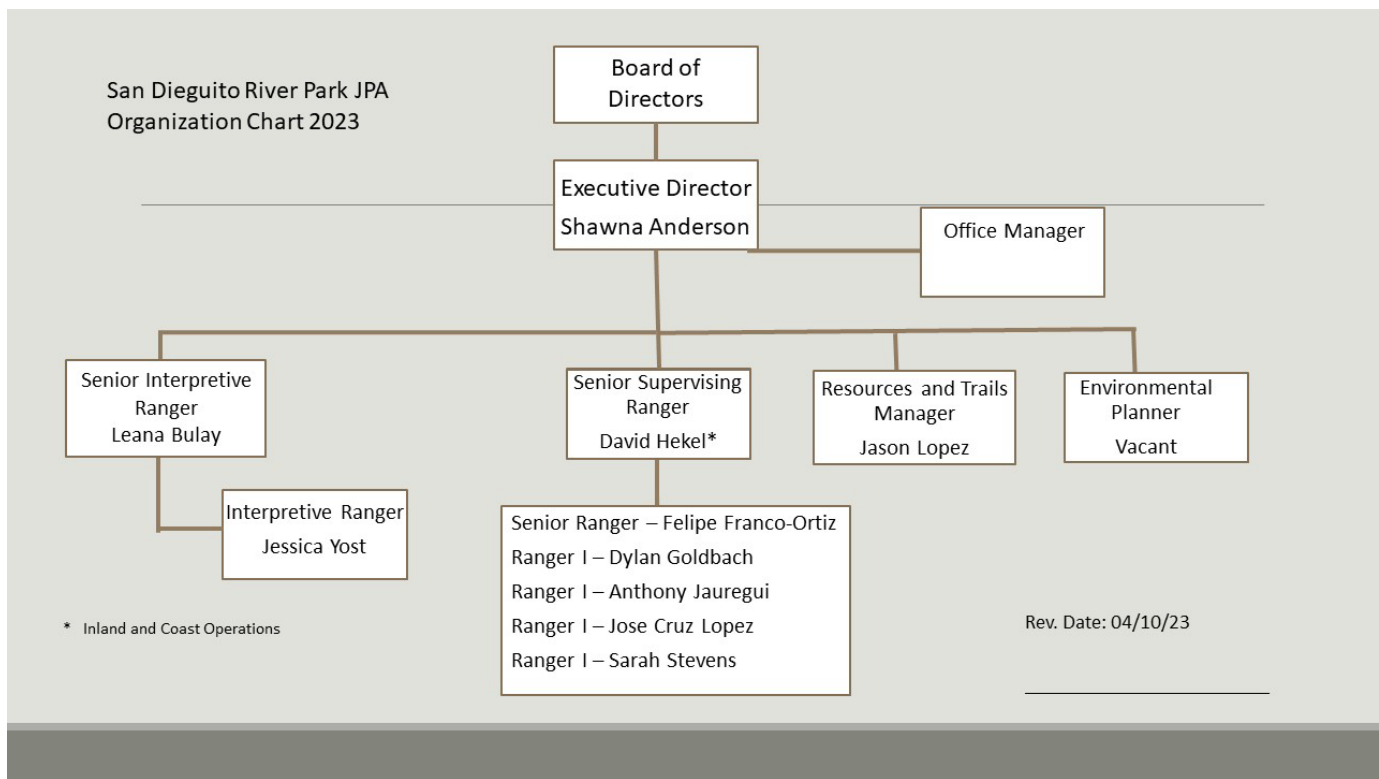 San Dieguito River Park JPA
Organization Chart 2023
Board of
Directors
Executive Director
Shawna Anderson
Office Manager
Senior Interpretive
Ranger
Leana Bulay
Senior Supervising
Ranger
David Hekel*
Resources and Trails
Manager
Jason Lopez
Environmental
Planner
Vacant
Interpretive Ranger
Jessica Yost
Senior Ranger – Felipe Franco-Ortiz
Ranger I – Dylan Goldbach
Ranger I – Anthony Jauregui
Ranger I – Jose Cruz Lopez
Ranger I – Sarah Stevens
* Inland and Coast Operations
Rev. Date: 04/10/23